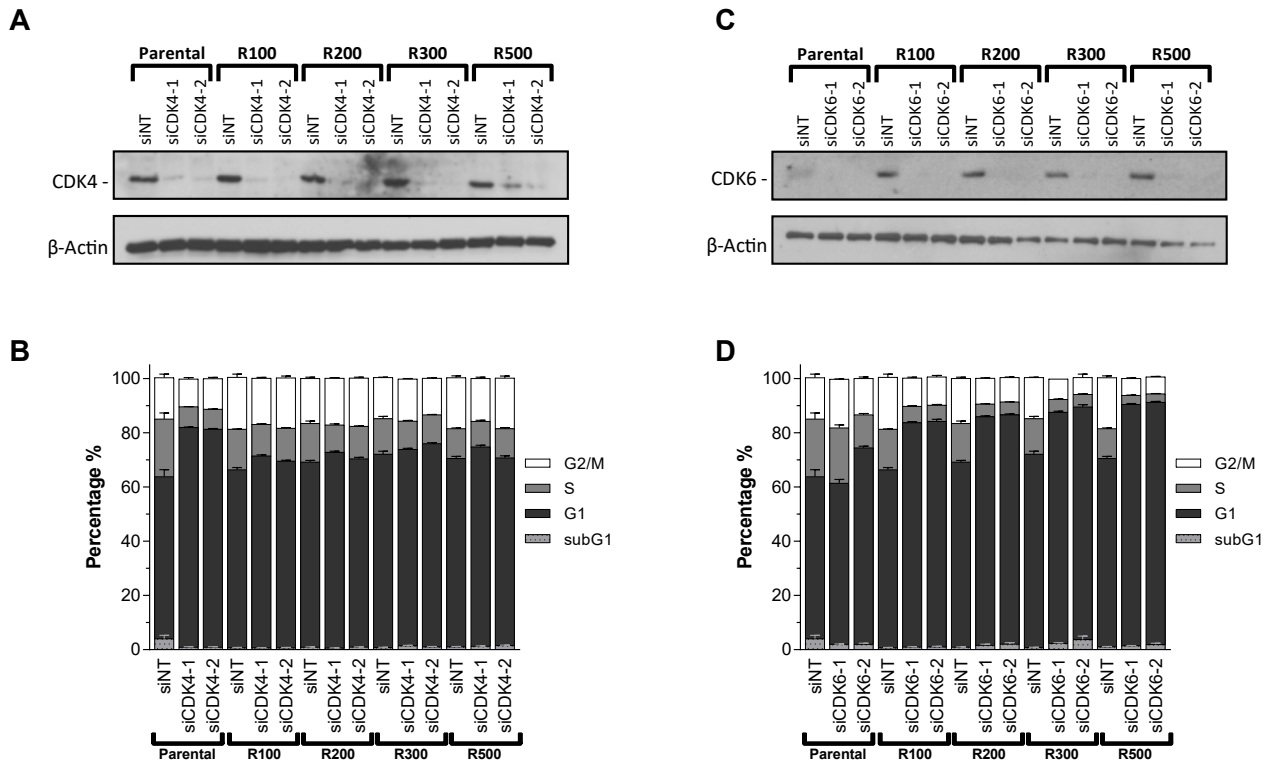 A
Parental R100 R200 R300 R500
siNT siCDK4-1 siCDK4-2 siNT siCDK4-1 siCDK4-2 siNT siCDK4-1 siCDK4-2 siNT siCDK4-1 siCDK4-2 siNT siCDK4-1 siCDK4-2
CDK4 -
β-Actin
C
Parental R100 R200 R300 R500
siNT siCDK6-1 siCDK6-2 siNT siCDK6-1 siCDK6-2 siNT siCDK6-1 siCDK6-2 siNT siCDK6-1 siCDK6-2 siNT siCDK6-1 siCDK6-2
CDK6 -
β-Actin
B
Percentage %
100
80
60
40
20
0
G2/M
S
G1
subG1
siNT siCDK4-1 siCDK4-2 siNT siCDK4-1 siCDK4-2 siNT siCDK4-1 siCDK4-2 siNT siCDK4-1 siCDK4-2 siNT siCDK4-1 siCDK4-2
Parental R100 R200 R300 R500
D
Percentage %
100
80
60
40
20
0
G2/M
S
G1
subG1
siNT siCDK6-1 siCDK6-2 siNT siCDK6-1 siCDK6-2 siNT siCDK6-1 siCDK6-2 siNT siCDK6-1 siCDK6-2 siNT siCDK6-1 siCDK6-2
Parental R100 R200 R300 R500